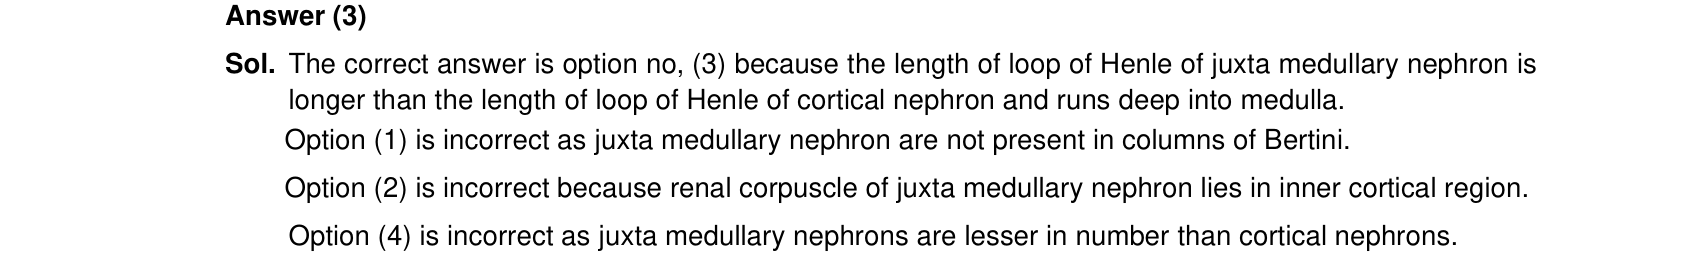 Answer (3)
Sol. The correct answer is option no, (3) because the length of loop of Henle of juxta medullary nephron is
longer than the length of loop of Henle of cortical nephron and runs deep into medulla.
Option (1) is incorrect as juxta medullary nephron are not present in columns of Bertini.
Option (2) is incorrect because renal corpuscle of juxta medullary nephron lies in inner cortical region.
Option (4) is incorrect as juxta medullary nephrons are lesser in number than cortical nephrons.